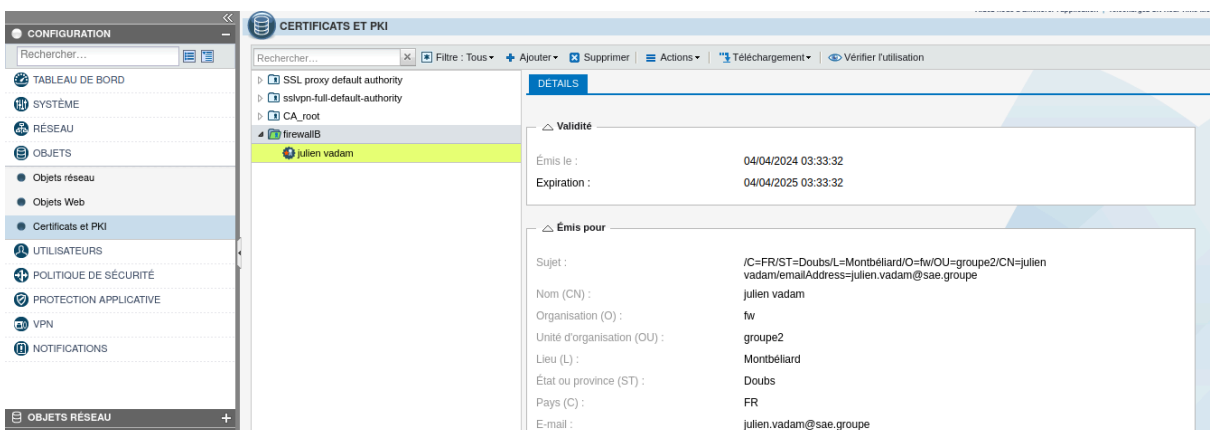 CERTIFICATS ET PKI
CONFIGURATION
Rechercher...
TABLEAU DE BORD
SYSTÈME
RÉSEAU
OBJETS
Objets réseau
Objets Web
Certificats et PKI
UTILISATEURS
POLITIQUE DE SÉCURITÉ
PROTECTION APPLICATIVE
VPN
NOTIFICATIONS
OBJETS RÉSEAU
Rechercher... Filtre : Tous Ajouter Supprimer Actions Téléchargement Vérifier l'utilisation
SSL proxy default authority
sslvpn-full-default-authority
CA_root
firewallB
julien vadam
DÉTAILS
Validité
Émis le : 04/04/2024 03:33:32
Expiration : 04/04/2025 03:33:32
Émis pour
Sujet : /C=FR/ST=Doubs/L=Montbéliard/O=fw/OU=groupe2/CN=julien
vadam/emailAddress=julien.vadam@sae.groupe
Nom (CN) : julien vadam
Organisation (O) : fw
Unité d'organisation (OU) : groupe2
Lieu (L) : Montbéliard
État ou province (ST) : Doubs
Pays (C) : FR
E-mail : julien.vadam@sae.groupe